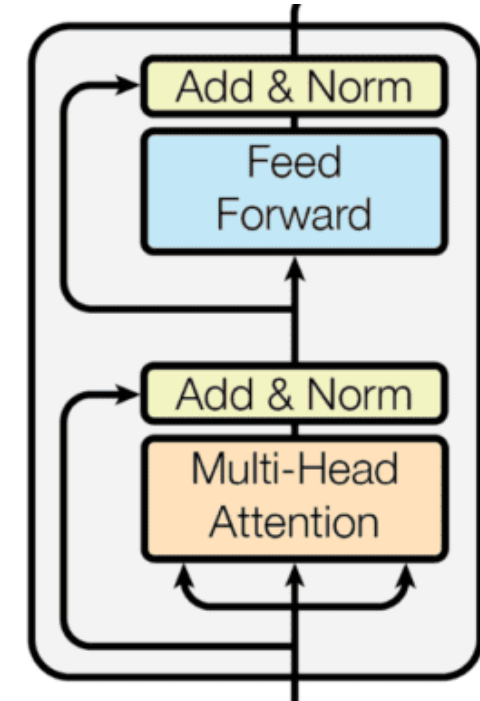 Add & Norm
Feed
Forward
Add & Norm
Multi-Head
Attention